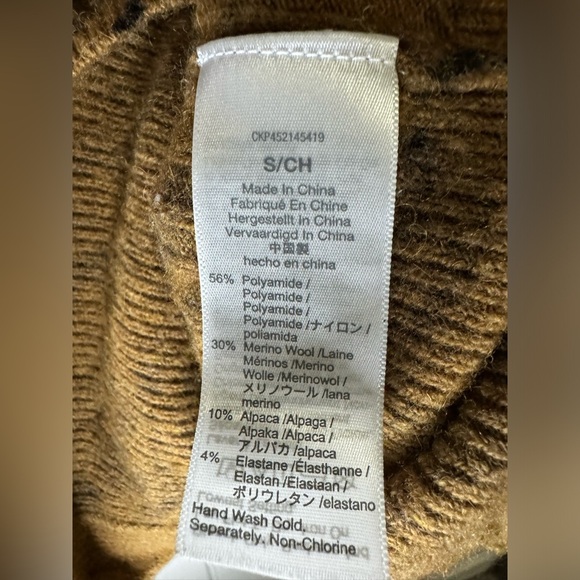 CKP452145419
S/CH
Made In China
Fabriqué En Chine
Hergestellt In China
Vervaardigd In China
中国製
hecho en china
56% Polyamide /
Polyamide /
Polyamide /
Polyamide /ナイロン /
poliamida
30% Merino Wool /Laine
Mérinos /Merino
Wolle /Merinowol /
メリノウール /lana
merino
10% Alpaca /Alpaga /
Alpaka /Alpaca /
アルパカ /alpaca
4% Elastane /Élasthanne /
Elastan /Elastaan /
ポリウレタン /elastano
Hand Wash Cold.
Separately. Non-Chlorine